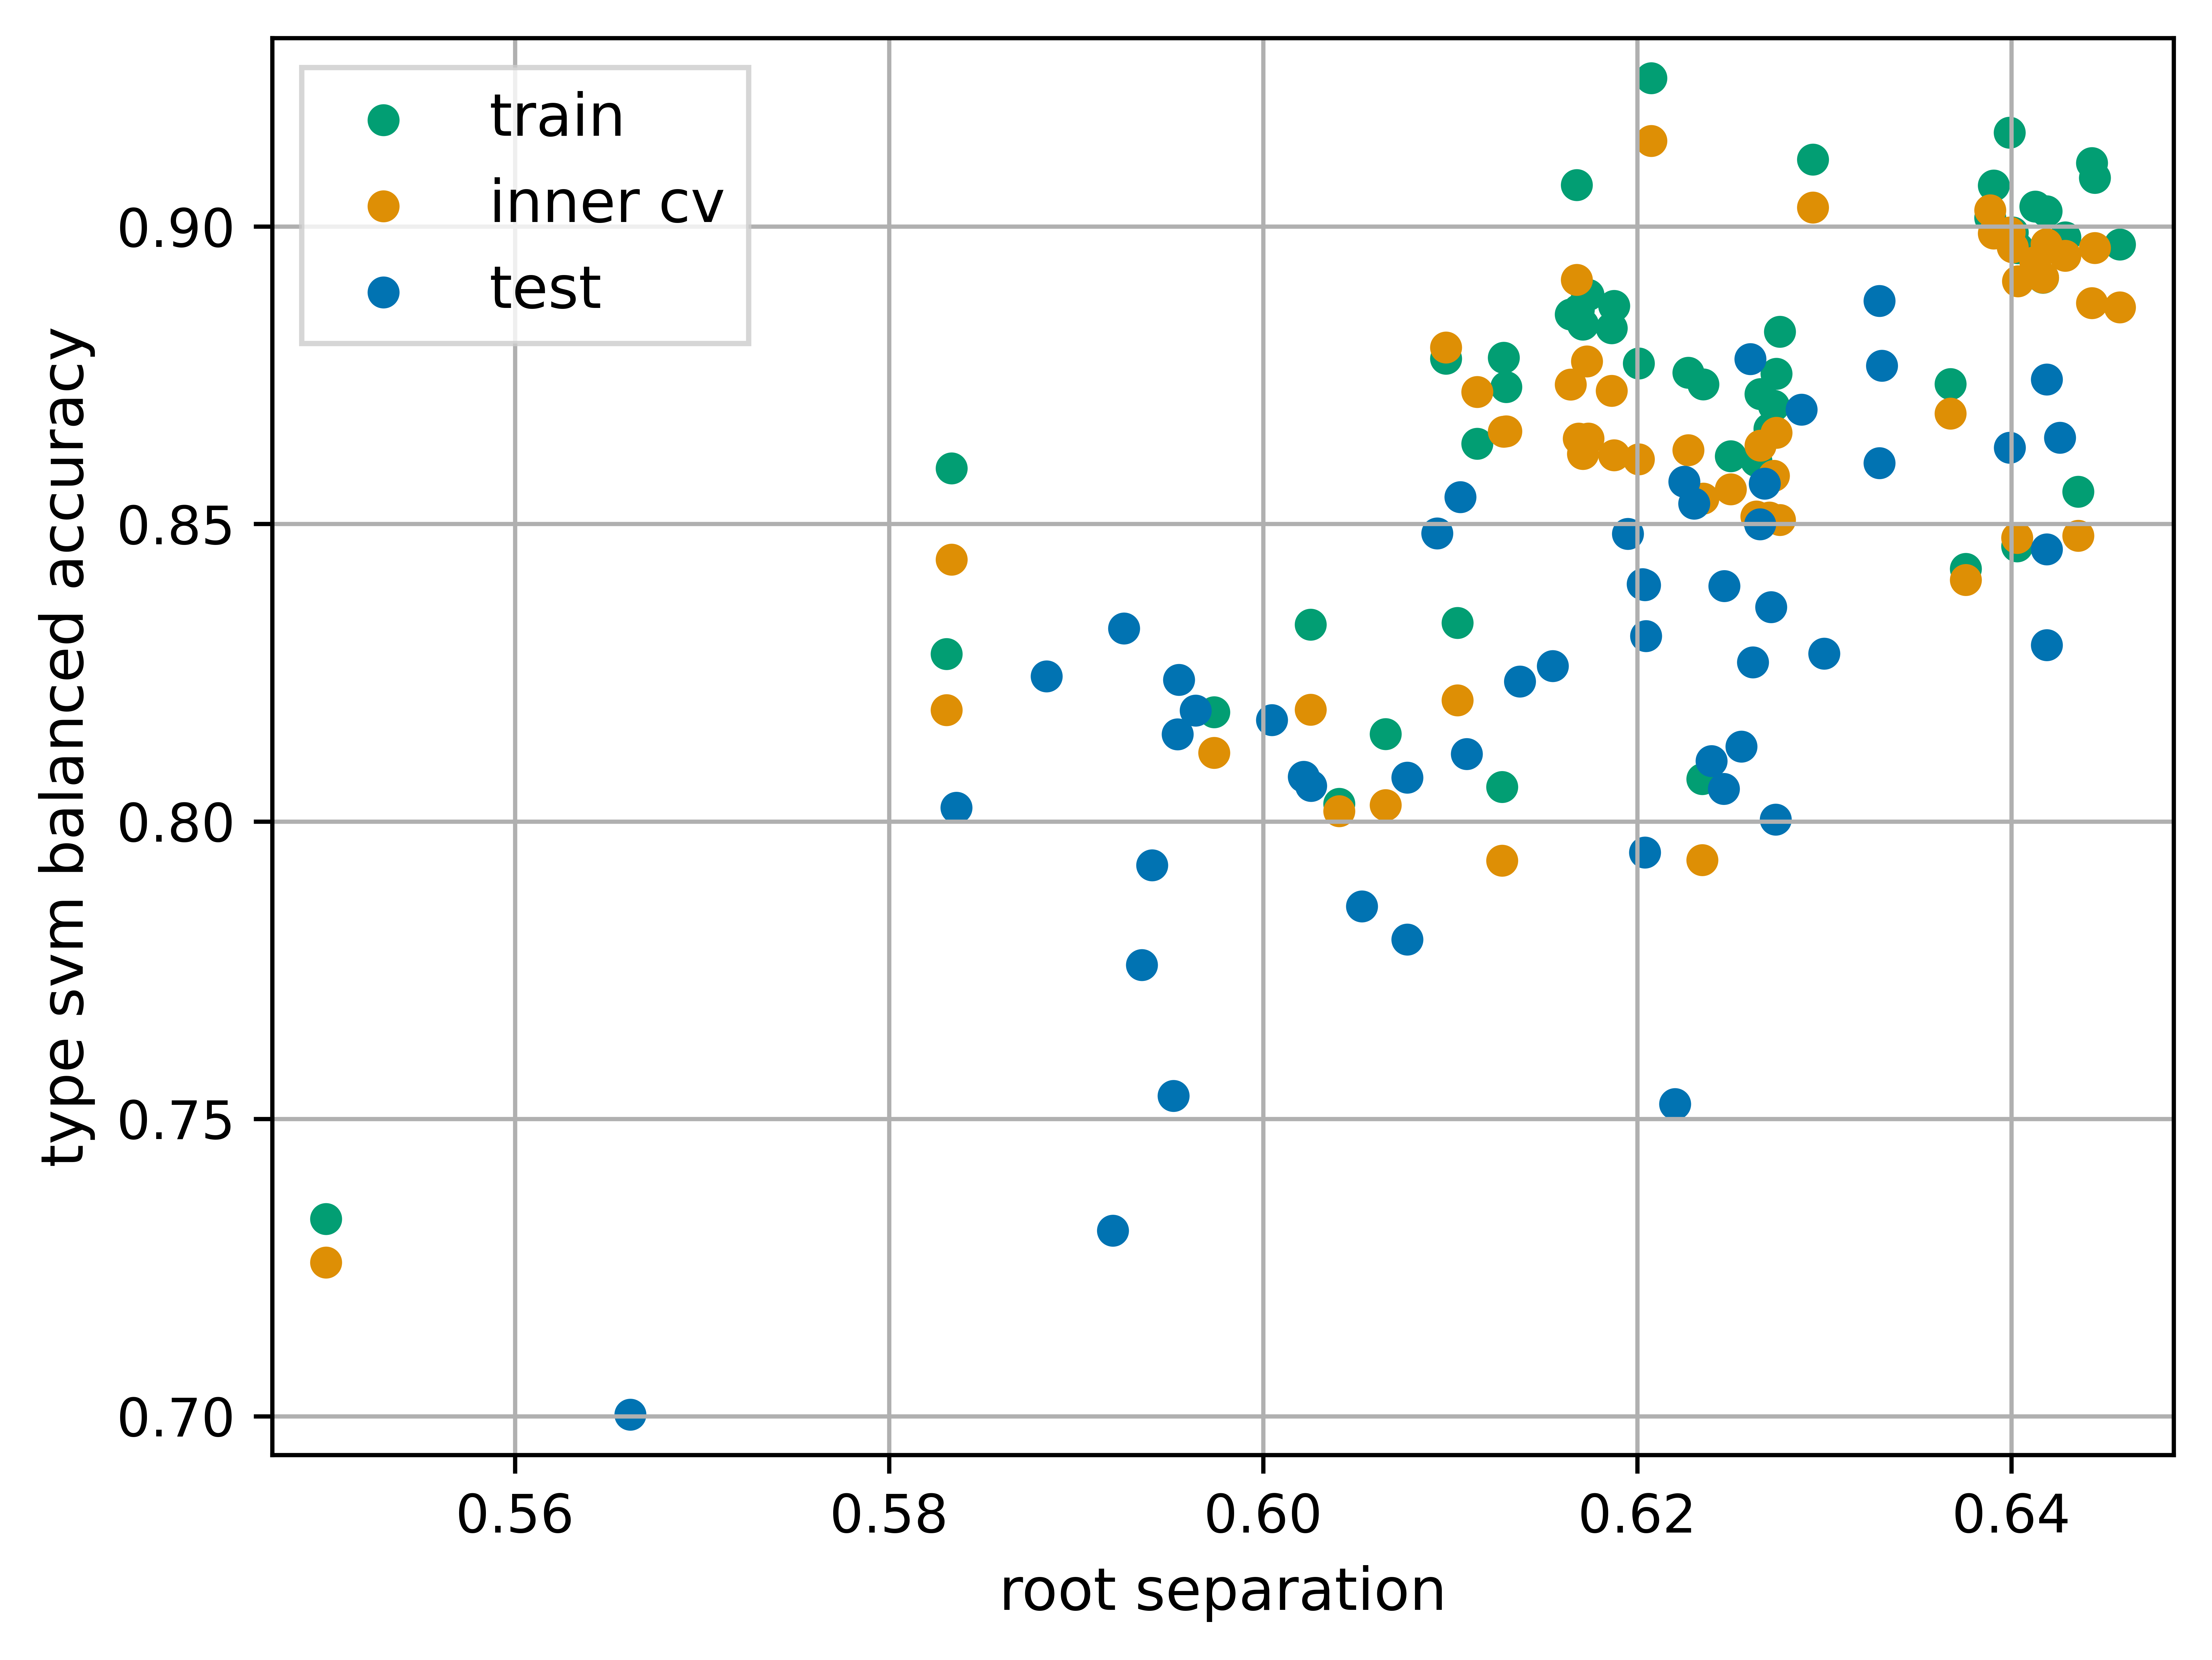 train
inner cv
test
type svm balanced accuracy
0.90
0.85
0.80
0.75
0.70
0.56
0.58
0.60
0.62
0.64
root separation